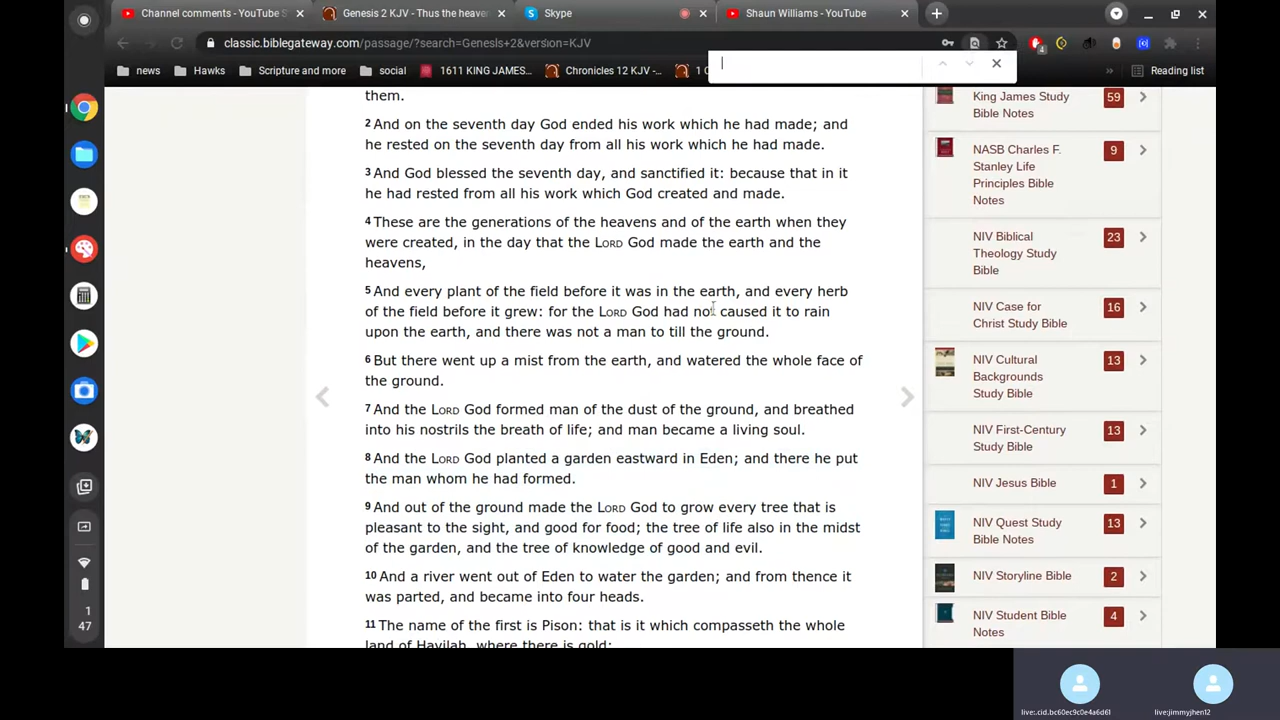 Channel comments - YouTube S
Genesis 2 KJV - Thus the heave
Skype
Shaun Williams - YouTube
classic.biblegateway.com/passage/?search=Genesis+2&version=KJV
4
news
Hawks
Scripture and more
social
1611 KING JAMES...
Chronicles 12 KJV -...
1 C
»
Reading list
them.
2 And on the seventh day God ended his work which he had made; and
he rested on the seventh day from all his work which he had made.
3 And God blessed the seventh day, and sanctified it: because that in it
he had rested from all his work which God created and made.
4 These are the generations of the heavens and of the earth when they
were created, in the day that the LORD God made the earth and the
heavens,
5 And every plant of the field before it was in the earth, and every herb
of the field before it grew: for the LORD God had not caused it to rain
upon the earth, and there was not a man to till the ground.
6 But there went up a mist from the earth, and watered the whole face of
the ground.
7 And the LORD God formed man of the dust of the ground, and breathed
into his nostrils the breath of life; and man became a living soul.
8 And the LORD God planted a garden eastward in Eden; and there he put
the man whom he had formed.
9 And out of the ground made the LORD God to grow every tree that is
pleasant to the sight, and good for food; the tree of life also in the midst
of the garden, and the tree of knowledge of good and evil.
10 And a river went out of Eden to water the garden; and from thence it
was parted, and became into four heads.
11 The name of the first is Pison: that is it which compasseth the whole
land of Havilah, where there is gold;
King James Study
Bible Notes
59
NASB Charles F.
Stanley Life
Principles Bible
Notes
9
NIV Biblical
Theology Study
Bible
23
NIV Case for
Christ Study Bible
16
NIV Cultural
Backgrounds
Study Bible
13
NIV First-Century
Study Bible
13
NIV Jesus Bible
1
NIV Quest Study
Bible Notes
13
NIV Storyline Bible
2
NIV Student Bible
Notes
4
1
47
live:.cid.bc60ec9c0e4a6d61
live:jimmyjhen12